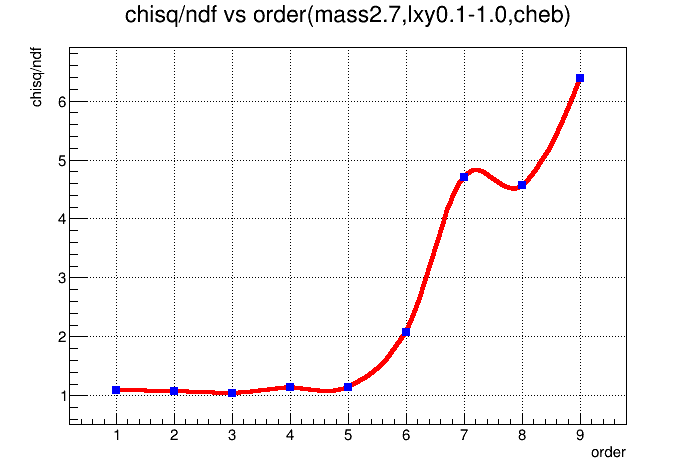 chisq/ndf vs order(mass2.7,lxy0.1-1.0,cheb)
chisq/ndf
6
5
4
3
2
1
1 2 3 4 5 6 7 8 9
order